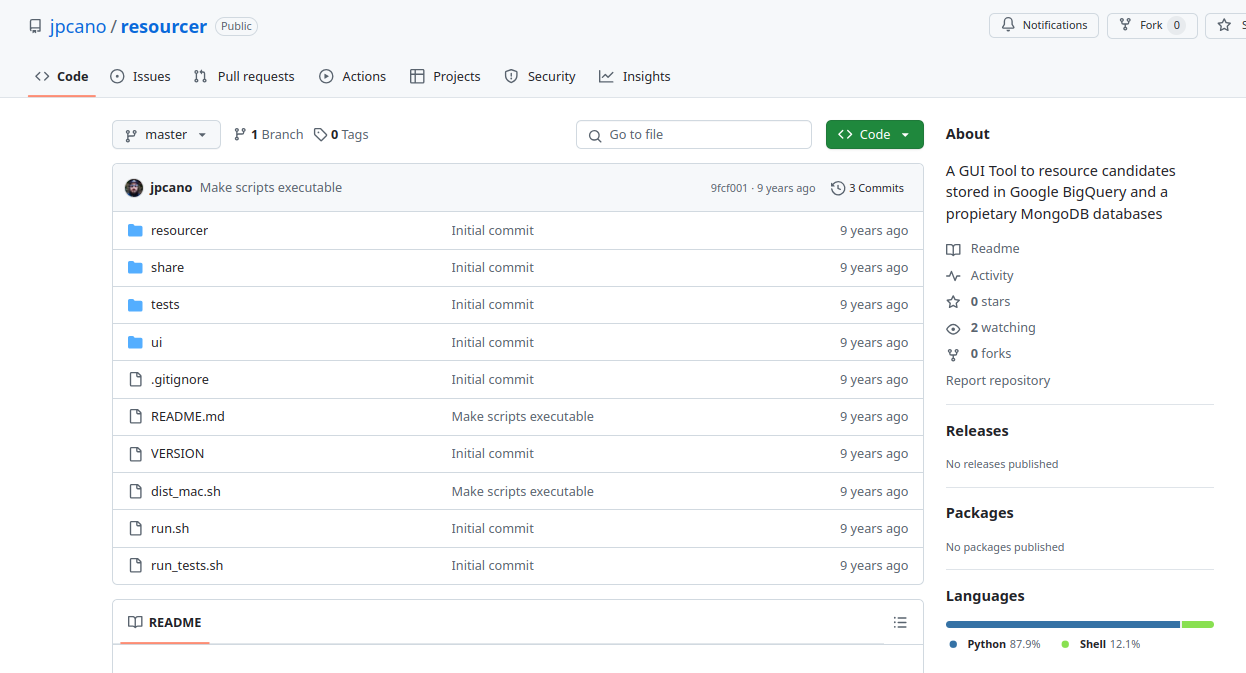 jpcano / resourcer Public
Notifications Fork 0 S
Code Issues Pull requests Actions Projects Security Insights
master 1 Branch 0 Tags Go to file Code
jpcano Make scripts executable 9fcf001 · 9 years ago 3 Commits
resourcer Initial commit 9 years ago
share Initial commit 9 years ago
tests Initial commit 9 years ago
ui Initial commit 9 years ago
.gitignore Initial commit 9 years ago
README.md Make scripts executable 9 years ago
VERSION Initial commit 9 years ago
dist_mac.sh Make scripts executable 9 years ago
run.sh Initial commit 9 years ago
run_tests.sh Initial commit 9 years ago
README
About
A GUI Tool to resource candidates
stored in Google BigQuery and a
propietary MongoDB databases
Readme
Activity
0 stars
2 watching
0 forks
Report repository
Releases
No releases published
Packages
No packages published
Languages
Python 87.9% Shell 12.1%